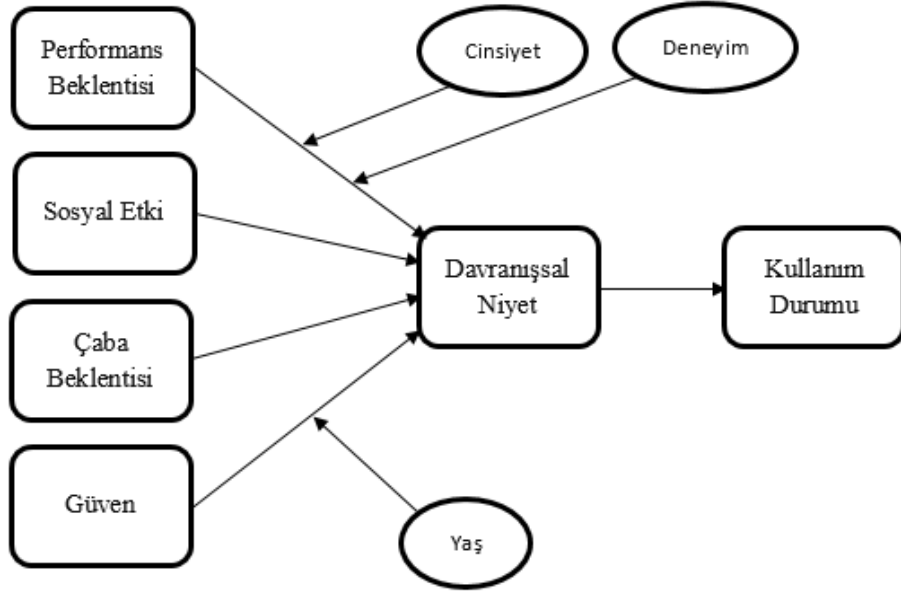 Performans
Beklentisi
Cinsiyet
Deneyim
Sosyal Etki
Davranışsal
Niyet
Kullanım
Durumu
Çaba
Beklentisi
Güven
Yaş